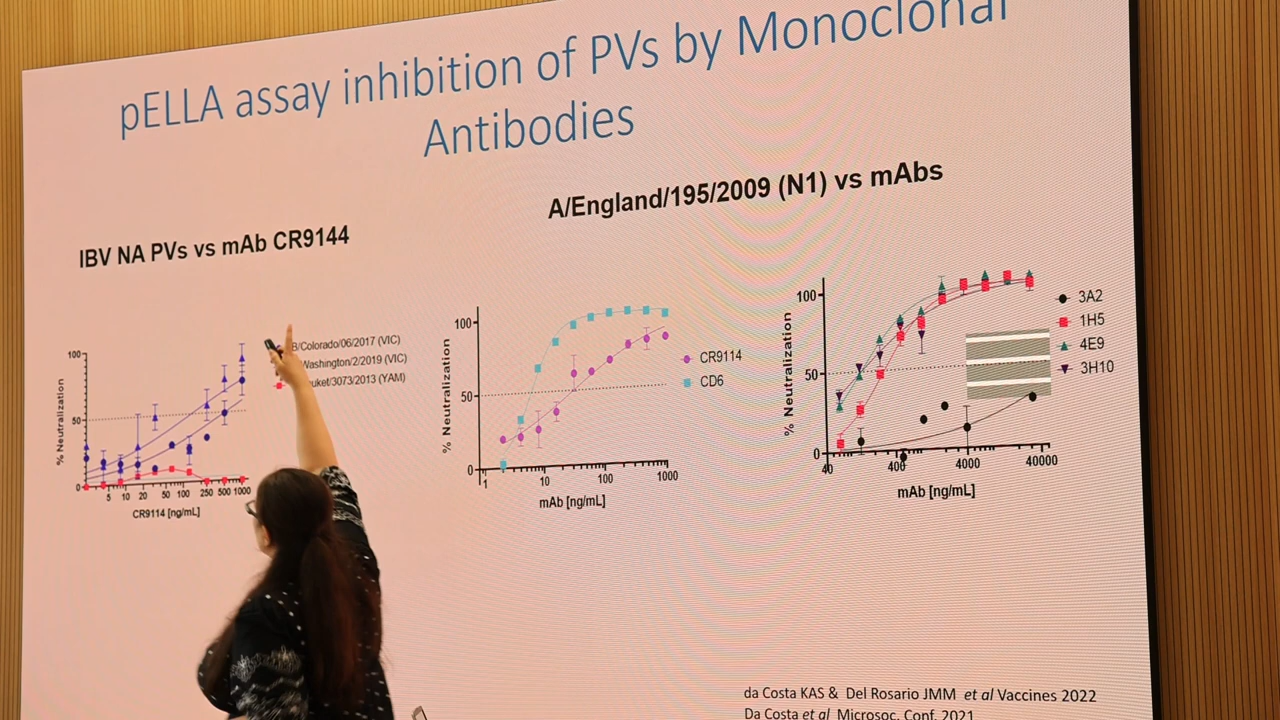 pELLA assay inhibition of PVs by Monoclonal
Antibodies
A/England/195/2009 (N1) vs mAbs
IBV NA PVs vs mAb CR9144
B/Colorado/06/2017 (VIC)
Washington/2/2019 (VIC)
/3073/2013 (YAM)
% Neutralization
100
50
0
5 10 20 50 100 250 500 1000
CR9114 [ng/mL]
% Neutralization
100
50
0
1 10 100 1000
mAb [ng/mL]
CR9114
CD6
% Neutralization
100
50
0
40 400 4000 40000
mAb [ng/mL]
3A2
1H5
4E9
3H10
da Costa KAS & Del Rosario JMM et al Vaccines 2022
Da Costa et al Microsoc. Conf. 2021